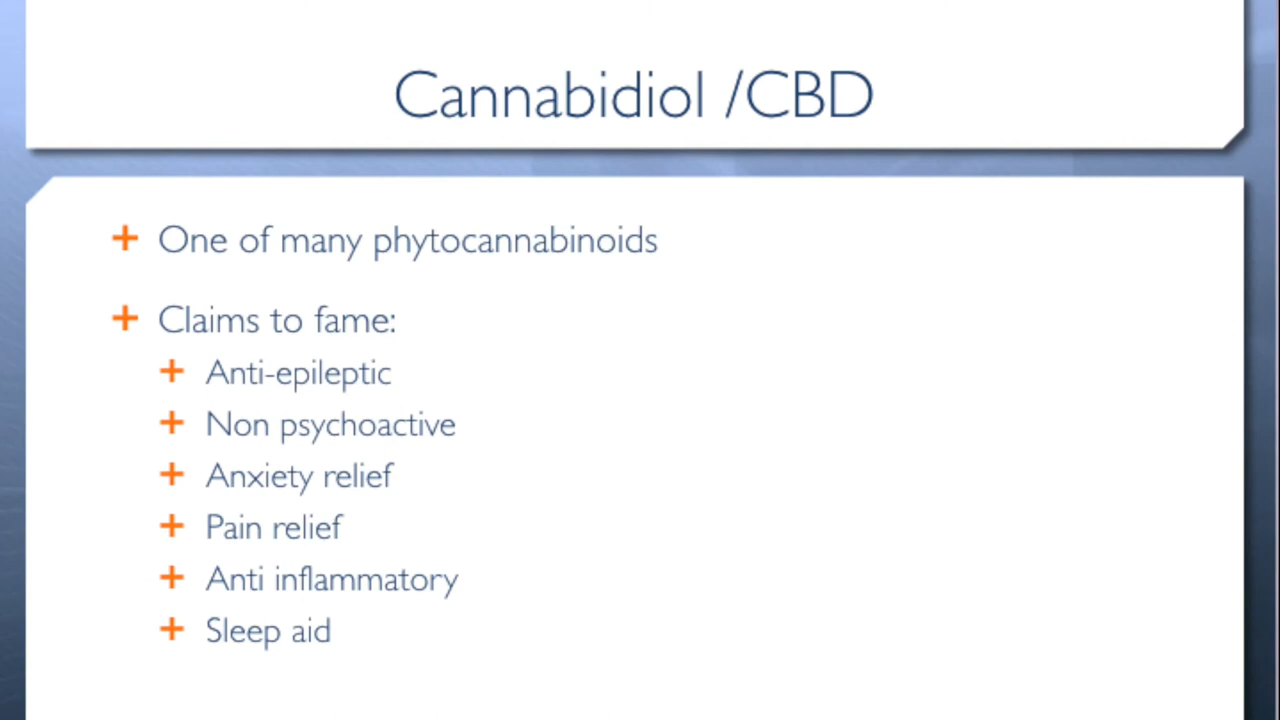 Cannabidiol /CBD
One of many phytocannabinoids
Claims to fame:
Anti-epileptic
Non psychoactive
Anxiety relief
Pain relief
Anti inflammatory
Sleep aid